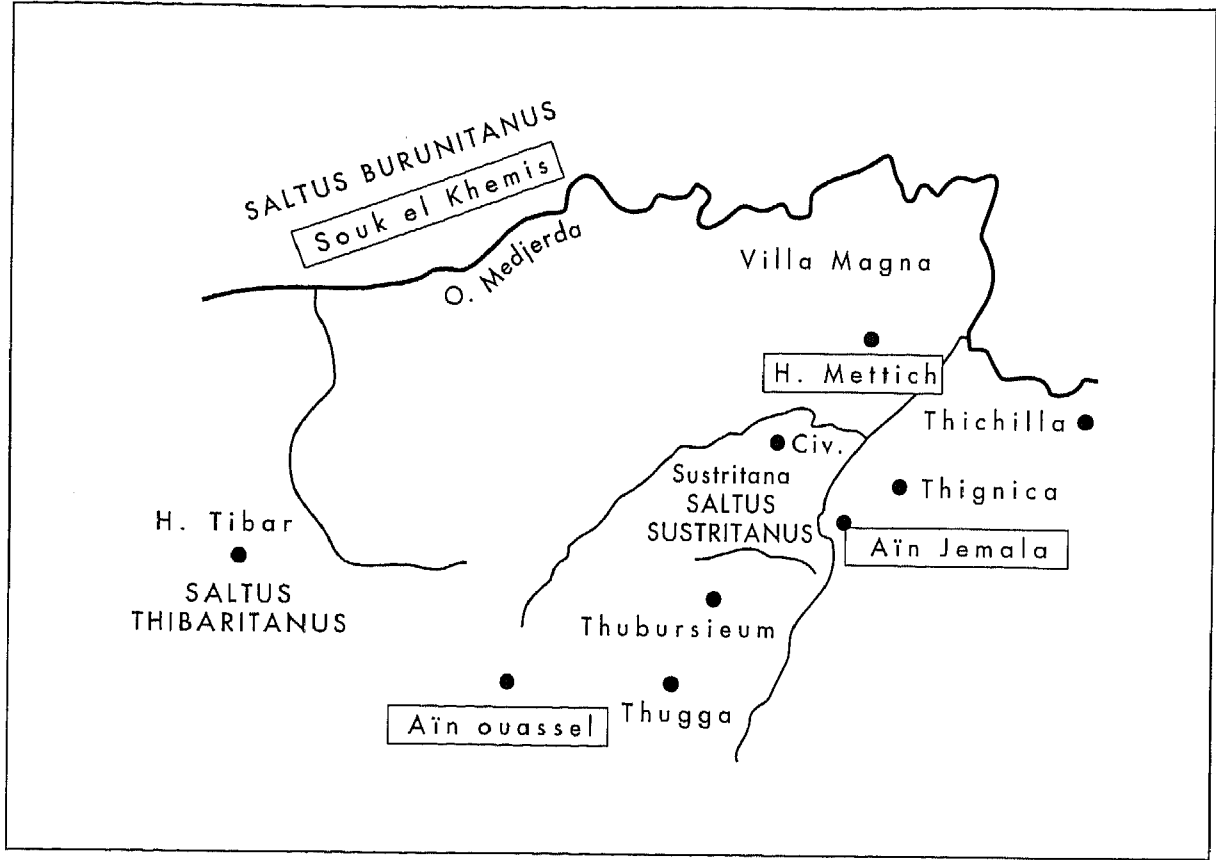 SALTUS BURUNITANUS
Souk el Khemis
O. Medjerda
Villa Magna
H. Mettich
Thichilla
Civ.
Sustritana
SALTUS
SUSTRITANUS
Thignica
Aïn Jemala
H. Tibar
SALTUS
THIBARITANUS
Thubursieum
Aïn ouassel
Thugga